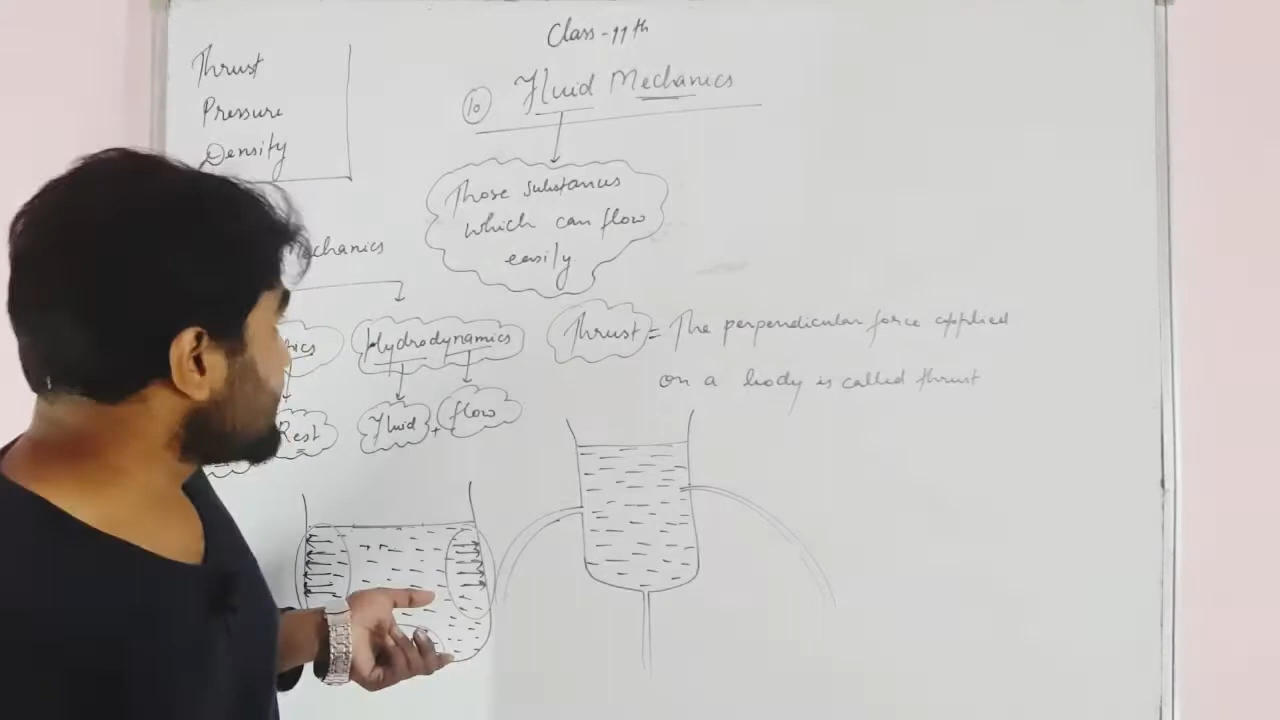 Class-11th
Thrust
Pressure
Density
10 Fluid Mechanics
Those substances
which can flow
easily
Mechanics
Hydrodynamics
Rest
Fluid + flow
Thrust = The perpendicular force applied
on a body is called thrust